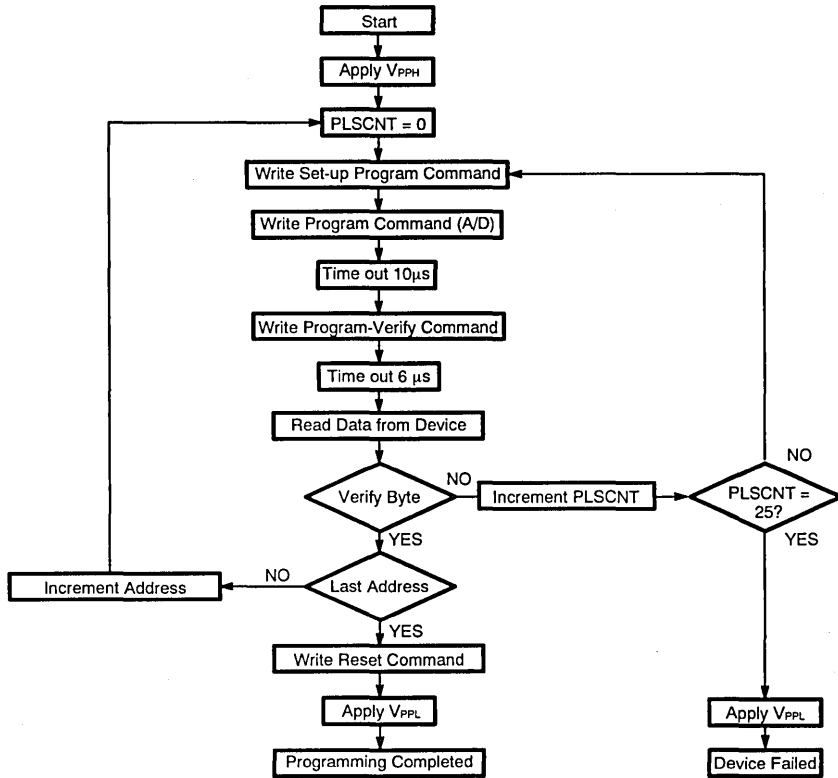 Start
Apply VPPH
PLSCNT = 0
Write Set-up Program Command
Write Program Command (A/D)
Time out 10μs
Write Program-Verify Command
Time out 6 μs
Read Data from Device
Verify Byte
NO
Increment PLSCNT
PLSCNT =
25?
NO
YES
YES
Last Address
NO
Increment Address
YES
Write Reset Command
Apply VPPL
Programming Completed
Apply VPPL
Device Failed